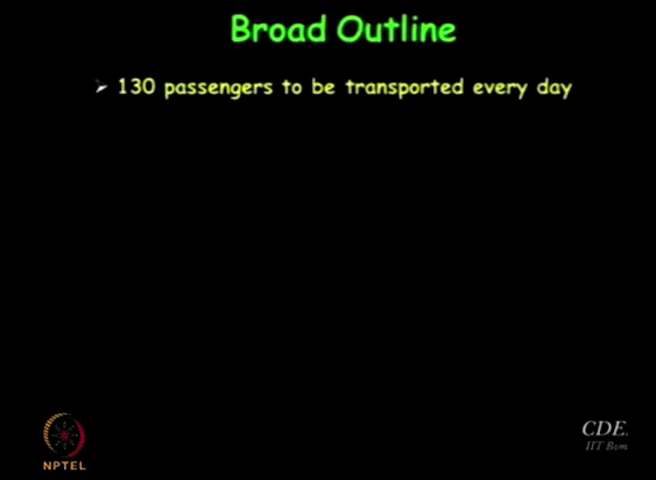 Broad Outline
➢ 130 passengers to be transported every day
CDE.
IIT Bom
NPTEL